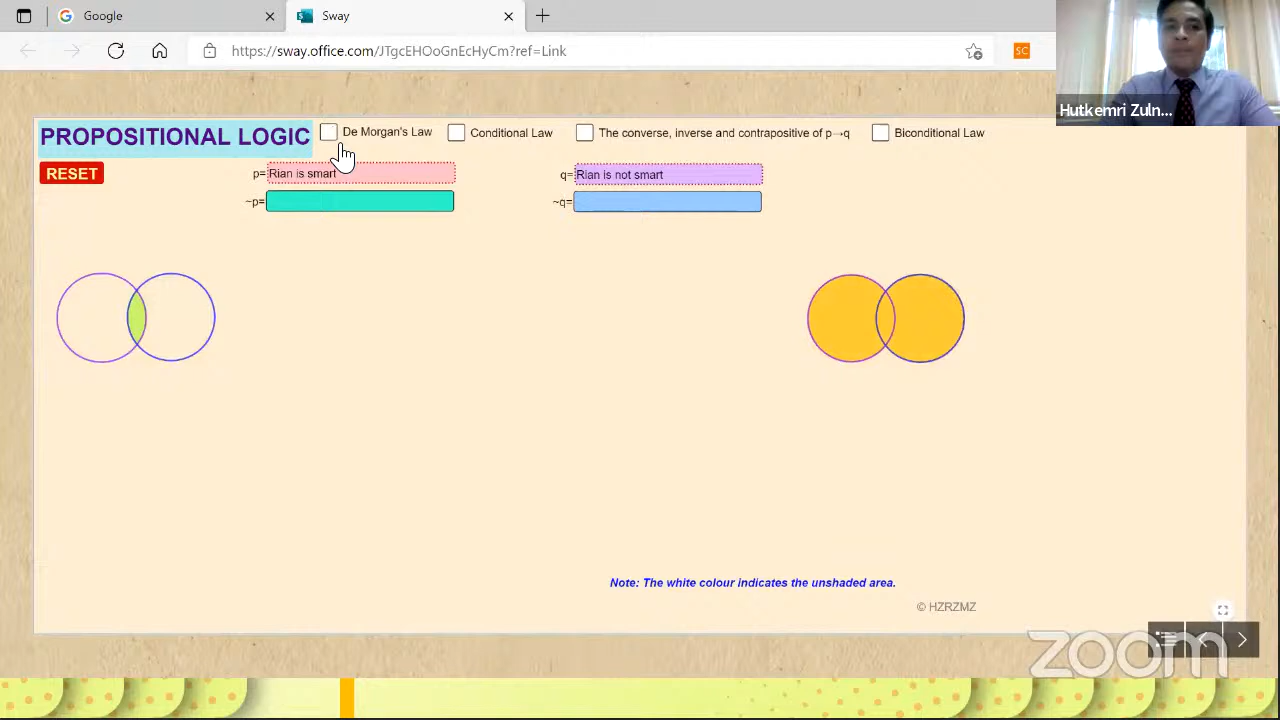 Google
Sway
https://sway.office.com/JTgcEHOoGnEcHyCm?ref=Link
SC
Hutkemri Zuln...
PROPOSITIONAL LOGIC
De Morgan's Law
Conditional Law
The converse, inverse and contrapositive of p→q
Biconditional Law
RESET
p=
Rian is smart
q=
Rian is not smart
~p=
~q=
Note: The white colour indicates the unshaded area.
© HZRZMZ
zoom